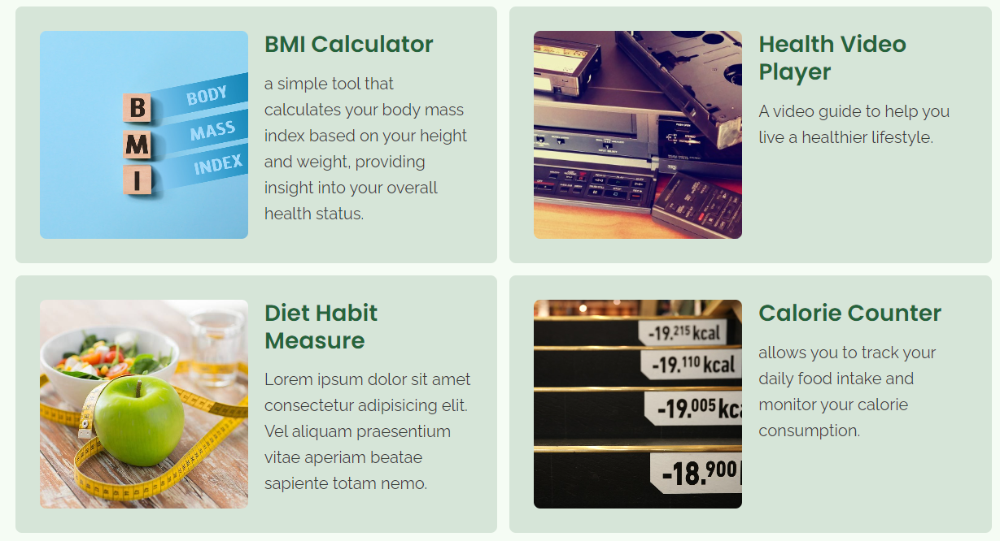 BMI Calculator
a simple tool that
calculates your body mass
index based on your height
and weight, providing
insight into your overall
health status.
B
M
I
BODY
MASS
INDEX
Health Video
Player
A video guide to help you
live a healthier lifestyle.
Diet Habit
Measure
Lorem ipsum dolor sit amet
consectetur adipisicing elit.
Vel aliquam praesentium
vitae aperiam beatae
sapiente totam nemo.
Calorie Counter
allows you to track your
daily food intake and
monitor your calorie
consumption.
-19.215 kcal
-19.110 kcal
-19.005 kc
-18.900